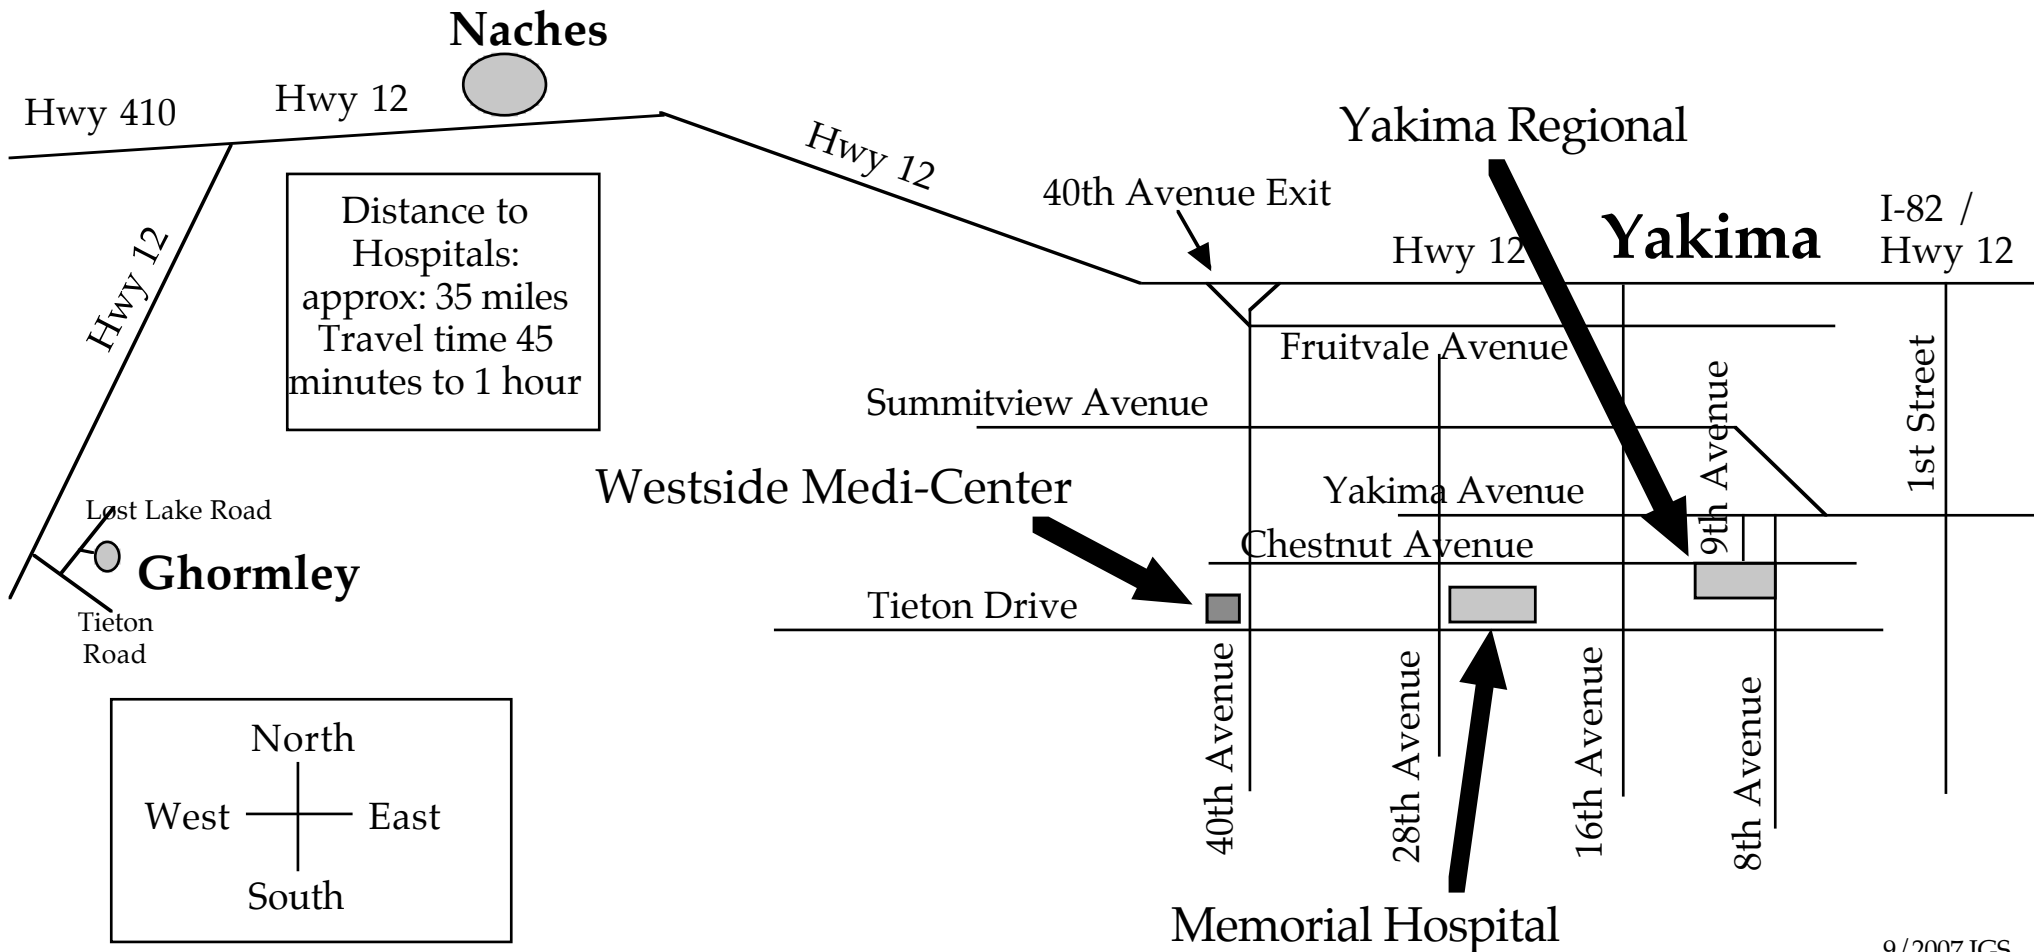 Naches
Hwy 410
Hwy 12
Hwy 12
Yakima Regional
40th Avenue Exit
Hwy 12
Yakima
I-82 /
Hwy 12
Hwy 12
Distance to
Hospitals:
approx: 35 miles
Travel time 45
minutes to 1 hour
Fruitvale Avenue
Summitview Avenue
9th Avenue
1st Street
Westside Medi-Center
Yakima Avenue
Lost Lake Road
Ghormley
Chestnut Avenue
Tieton Drive
Tieton
Road
40th Avenue
28th Avenue
16th Avenue
8th Avenue
North
West
East
South
Memorial Hospital
9/2007 JGS